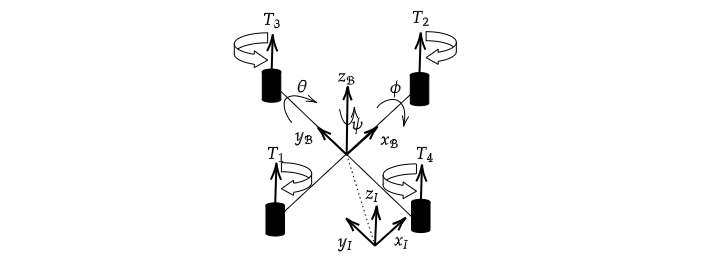 T3
T2
zℬ
θ
ϕ
ψ
yℬ
xℬ
T1
T4
zI
yI
xI